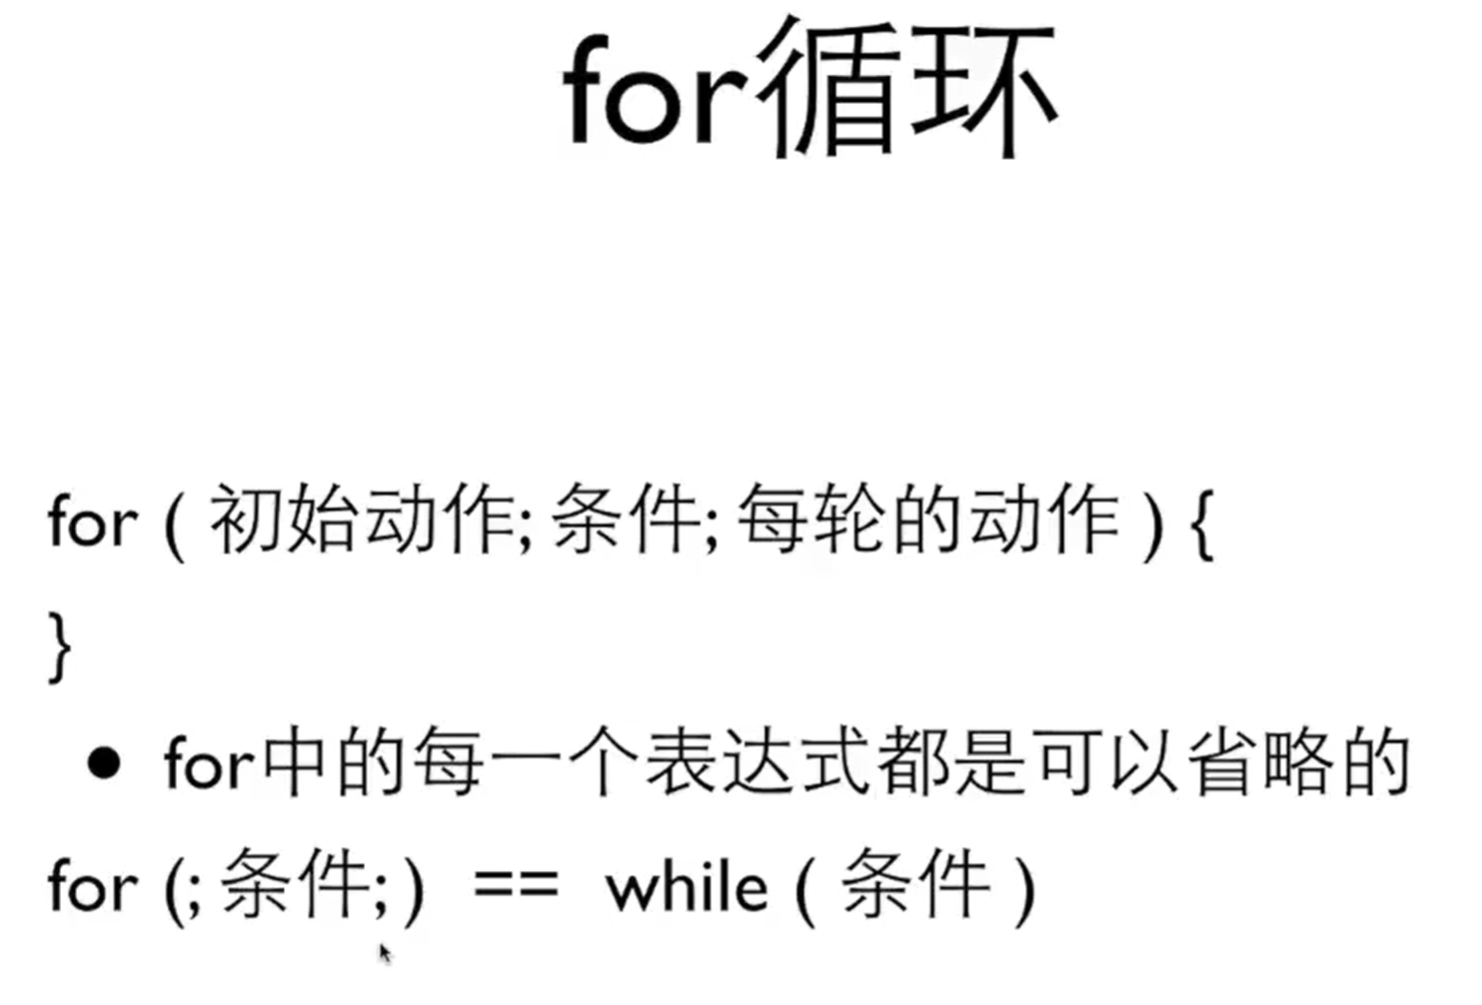 for循环
for ( 初始动作; 条件; 每轮的动作 ) {
}
• for中的每一个表达式都是可以省略的
for (; 条件; ) == while ( 条件 )